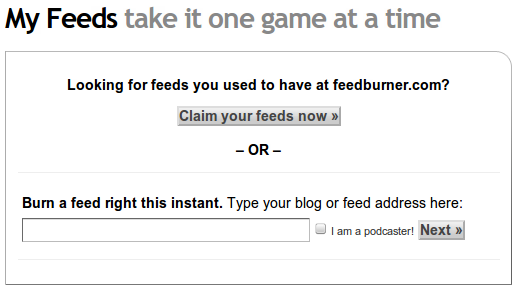 My Feeds take it one game at a time
Looking for feeds you used to have at feedburner.com?
Claim your feeds now »
– OR –
Burn a feed right this instant. Type your blog or feed address here:
I am a podcaster! Next »